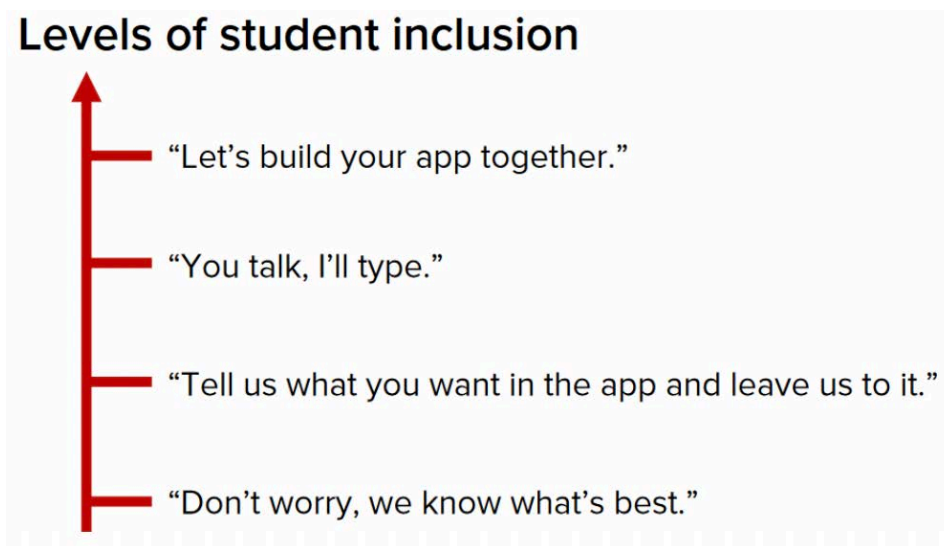 Levels of student inclusion
“Let’s build your app together.”
“You talk, I’ll type.”
“Tell us what you want in the app and leave us to it.”
“Don’t worry, we know what’s best.”